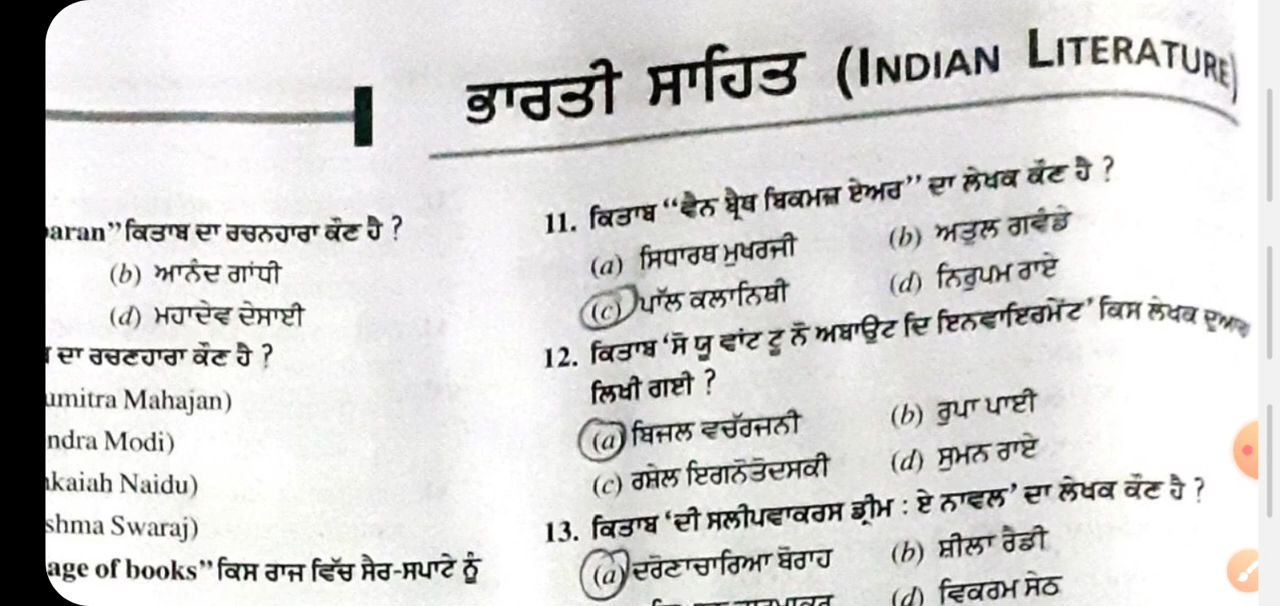 ਭਾਰਤੀ ਸਾਹਿਤ (INDIAN LITERATURE)
aran” ਕਿਤਾਬ ਦਾ ਰਚਨਹਾਰਾ ਕੌਣ ਹੈ ?
(b) ਆਨੰਦ ਗਾਂਧੀ
(d) ਮਹਾਦੇਵ ਦੇਸਾਈ
ਦਾ ਰਚਣਹਾਰਾ ਕੌਣ ਹੈ ?
umitra Mahajan)
ndra Modi)
kaiah Naidu)
shma Swaraj)
age of books” ਕਿਸ ਰਾਜ ਵਿੱਚ ਸੈਰ-ਸਪਾਟੇ ਨੂੰ
11. ਕਿਤਾਬ “ਵੈਨ ਬ੍ਰੈਥ ਬਿਕਮਜ਼ ਏਅਰ” ਦਾ ਲੇਖਕ ਕੌਣ ਹੈ ?
(a) ਸਿਧਾਰਥ ਮੁਖਰਜੀ (b) ਅਤੁਲ ਗਾਵੰਡੇ
(c) ਪਾੱਲ ਕਲਾਨਿਥੀ (d) ਨਿਰੁਪਮ ਰਾਏ
12. ਕਿਤਾਬ ‘ਸੋ ਯੂ ਵਾਂਟ ਟੂ ਨੋ ਅਬਾਊਟ ਦਿ ਇਨਵਾਇਰਮੇਂਟ’ ਕਿਸ ਲੇਖਕ ਦੁਆਰਾ
ਲਿਖੀ ਗਈ ?
(a) ਬਿਜਲ ਵਚੱਰਜਨੀ (b) ਰੁਪਾ ਪਾਈ
(c) ਰਸ਼ੇਲ ਇਗਨੋਤੋਦਸਕੀ (d) ਸੁਮਨ ਰਾਏ
13. ਕਿਤਾਬ ‘ਦੀ ਸਲੀਪਵਾਕਰਸ ਡ੍ਰੀਮ : ਏ ਨਾਵਲ’ ਦਾ ਲੇਖਕ ਕੌਣ ਹੈ ?
(a) ਦਰੋਣਾਚਾਰਿਆ ਬੋਰਾਹ (b) ਸ਼ੀਲਾ ਰੈਡੀ
(d) ਵਿਕਰਮ ਸੇਠ